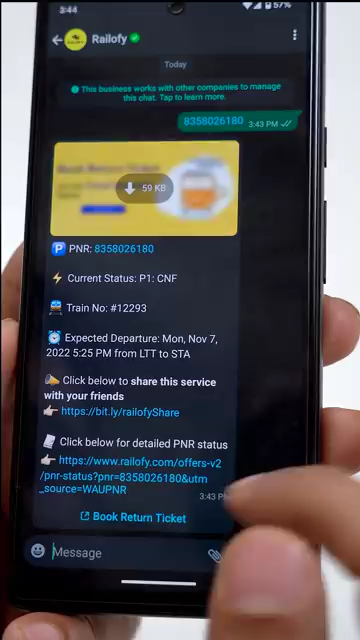 3:44
57%
Railofy
Today
This business works with other companies to manage
this chat. Tap to learn more.
8358026180 3:43 PM
59 KB
PNR: 8358026180
Current Status: P1: CNF
Train No: #12293
Expected Departure: Mon, Nov 7,
2022 5:25 PM from LTT to STA
Click below to share this service
with your friends
https://bit.ly/railofyShare
Click below for detailed PNR status
https://www.railofy.com/offers-v2
/pnr-status?pnr=8358026180&utm
_source=WAUPNR
3:43 PM
Book Return Ticket
Message